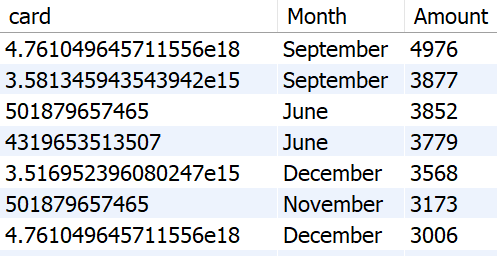 card Month Amount
4.761049645711556e18 September 4976
3.581345943543942e15 September 3877
501879657465 June 3852
4319653513507 June 3779
3.516952396080247e15 December 3568
501879657465 November 3173
4.761049645711556e18 December 3006